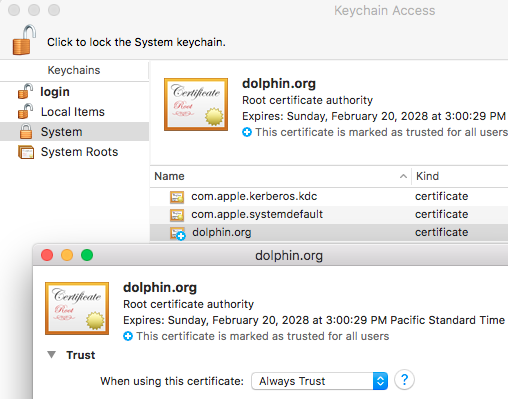 Keychain Access
Click to lock the System keychain.
Keychains
login
Local Items
System
System Roots
Certificate
Root
dolphin.org
Root certificate authority
Expires: Sunday, February 20, 2028 at 3:00:29 PM
This certificate is marked as trusted for all users
Name Kind
com.apple.kerberos.kdc certificate
com.apple.systemdefault certificate
dolphin.org certificate
dolphin.org
Certificate
Root
dolphin.org
Root certificate authority
Expires: Sunday, February 20, 2028 at 3:00:29 PM Pacific Standard Time
This certificate is marked as trusted for all users
Trust
When using this certificate: Always Trust ?